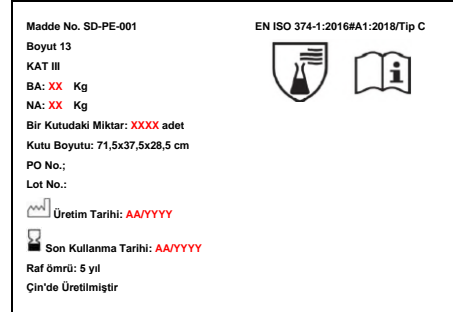 Madde No. SD-PE-001
EN ISO 374-1:2016#A1:2018/Tip C
Boyut 13
KAT III
BA: XX Kg
NA: XX Kg
Bir Kutudaki Miktar: XXXX adet
Kutu Boyutu: 71,5x37,5x28,5 cm
PO No.;
Lot No.:
Üretim Tarihi: AA/YYYY
Son Kullanma Tarihi: AA/YYYY
Raf ömrü: 5 yıl
Çin'de Üretilmiştir